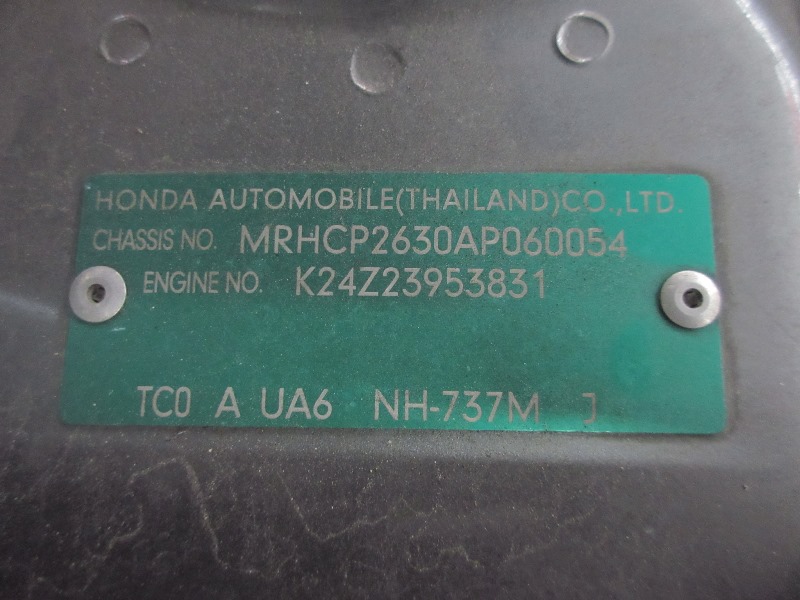 HONDA AUTOMOBILE(THAILAND)CO.,LTD.
CHASSIS NO. MRHCP2630AP060054
ENGINE NO. K24Z23953831
TC0 A UA6 NH-737M J